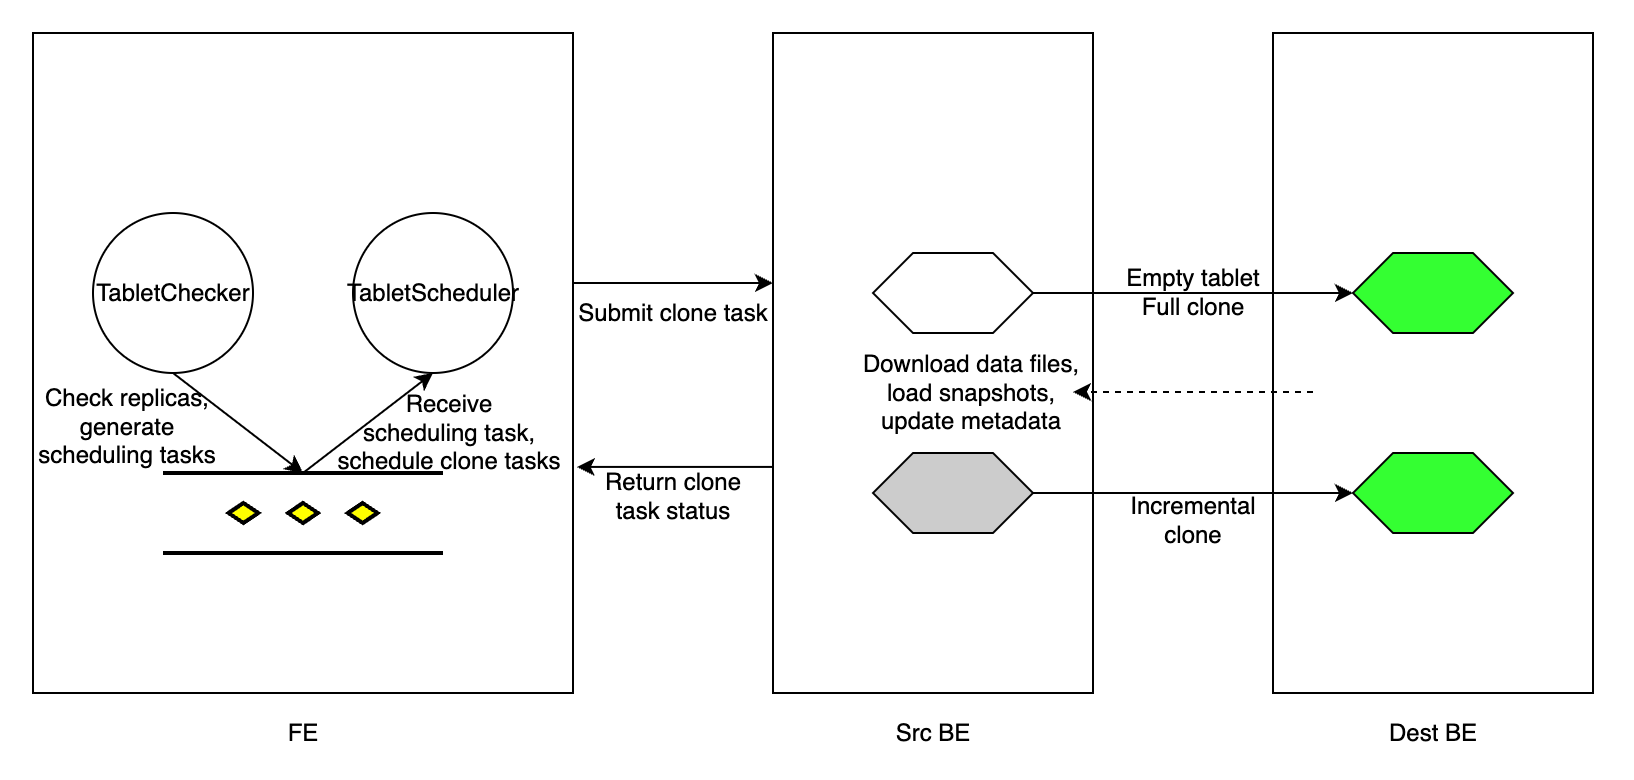 TabletChecker
TabletScheduler
Check replicas,
generate
scheduling tasks
Receive
scheduling task,
schedule clone tasks
Submit clone task
Return clone
task status
Empty tablet
Full clone
Download data files,
load snapshots,
update metadata
Incremental
clone
FE
Src BE
Dest BE